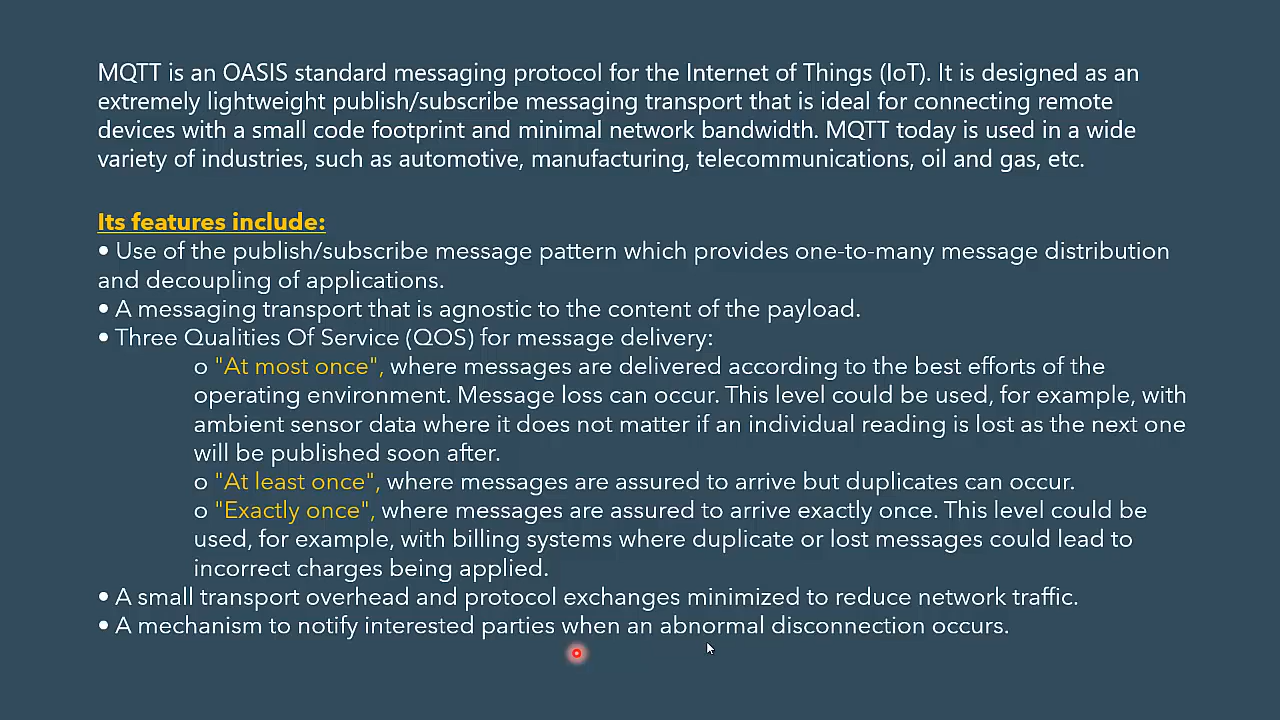 MQTT is an OASIS standard messaging protocol for the Internet of Things (IoT). It is designed as an
extremely lightweight publish/subscribe messaging transport that is ideal for connecting remote
devices with a small code footprint and minimal network bandwidth. MQTT today is used in a wide
variety of industries, such as automotive, manufacturing, telecommunications, oil and gas, etc.
Its features include:
• Use of the publish/subscribe message pattern which provides one-to-many message distribution
and decoupling of applications.
• A messaging transport that is agnostic to the content of the payload.
• Three Qualities Of Service (QOS) for message delivery:
o "At most once", where messages are delivered according to the best efforts of the
operating environment. Message loss can occur. This level could be used, for example, with
ambient sensor data where it does not matter if an individual reading is lost as the next one
will be published soon after.
o "At least once", where messages are assured to arrive but duplicates can occur.
o "Exactly once", where messages are assured to arrive exactly once. This level could be
used, for example, with billing systems where duplicate or lost messages could lead to
incorrect charges being applied.
• A small transport overhead and protocol exchanges minimized to reduce network traffic.
• A mechanism to notify interested parties when an abnormal disconnection occurs.